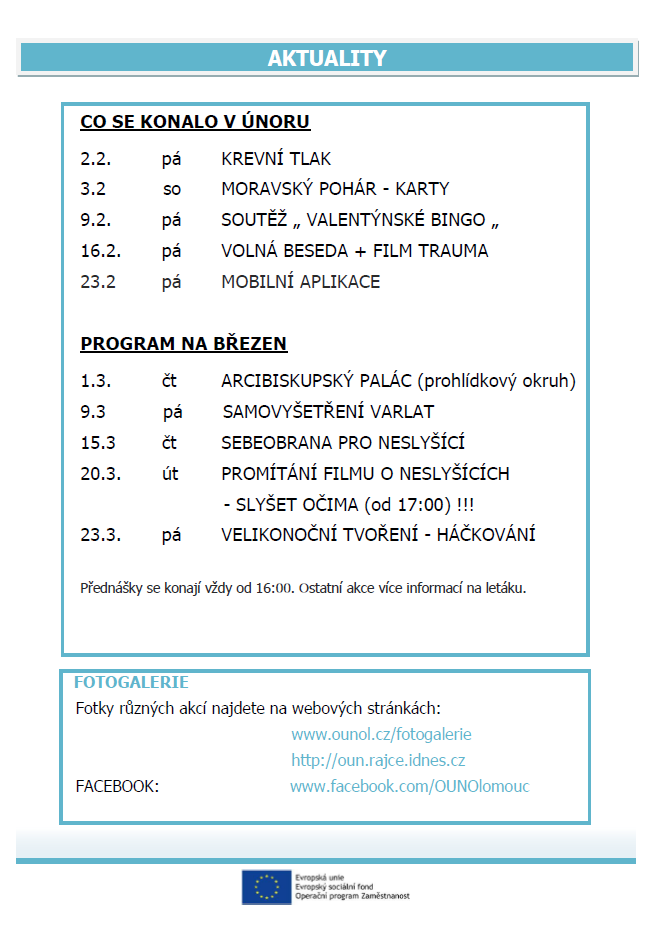 AKTUALITY
CO SE KONALO V ÚNORU
2.2. pá KREVNÍ TLAK
3.2 so MORAVSKÝ POHÁR - KARTY
9.2. pá SOUTĚŽ „ VALENTÝNSKÉ BINGO „
16.2. pá VOLNÁ BESEDA + FILM TRAUMA
23.2 pá MOBILNÍ APLIKACE
PROGRAM NA BŘEZEN
1.3. čt ARCIBISKUPSKÝ PALÁC (prohlídkový okruh)
9.3 pá SAMOVYŠETŘENÍ VARLAT
15.3 čt SEBEOBRANA PRO NESLYŠÍCÍ
20.3. út PROMÍTÁNÍ FILMU O NESLYŠÍCÍCH
- SLYŠET OČIMA (od 17:00) !!!
23.3. pá VELIKONOČNÍ TVOŘENÍ - HÁČKOVÁNÍ
Přednášky se konají vždy od 16:00. Ostatní akce více informací na letáku.
FOTOGALERIE
Fotky různých akcí najdete na webových stránkách:
www.ounol.cz/fotogalerie
http://oun.rajce.idnes.cz
FACEBOOK: www.facebook.com/OUNOlomouc
Evropská unie
Evropský sociální fond
Operační program Zaměstnanost